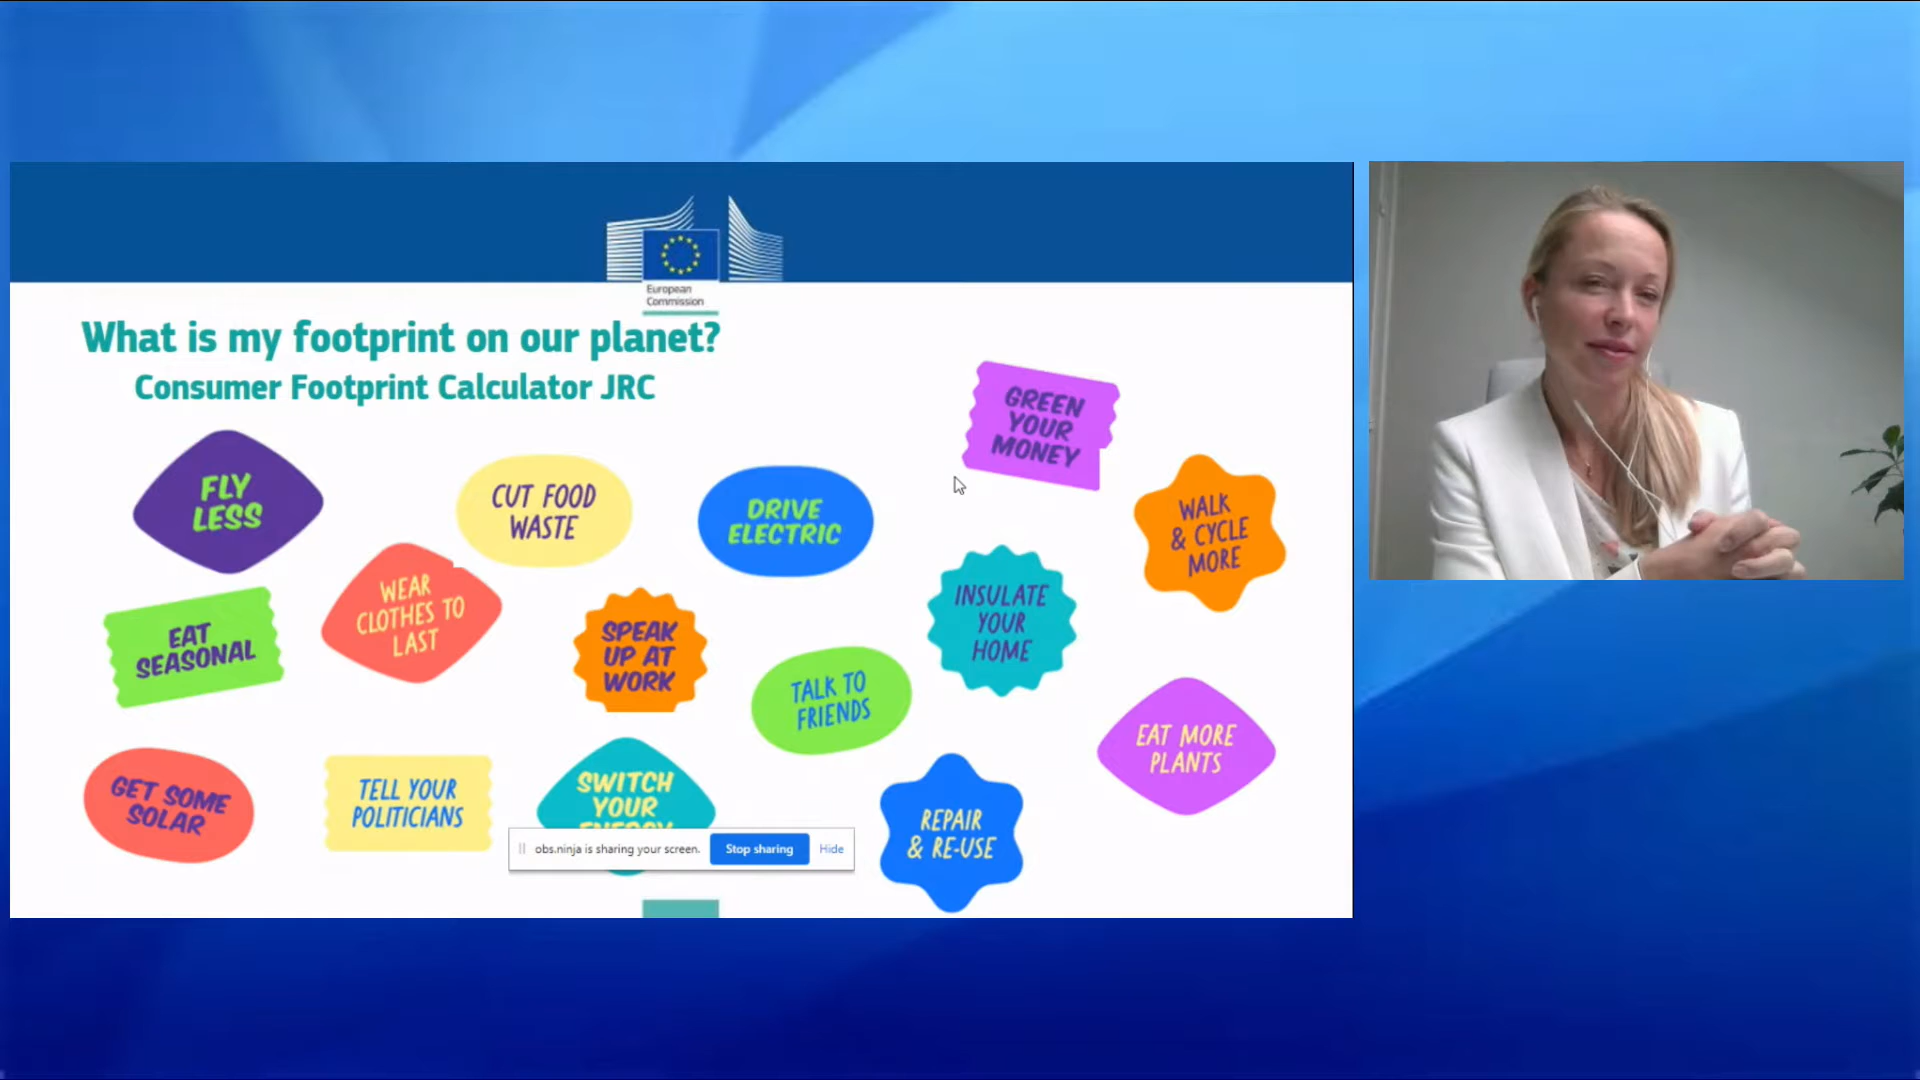 European
Commission
What is my footprint on our planet?
Consumer Footprint Calculator JRC
GREEN
YOUR
MONEY
FLY
LESS
CUT FOOD
WASTE
DRIVE
ELECTRIC
WALK
& CYCLE
MORE
WEAR
CLOTHES TO
LAST
EAT
SEASONAL
SPEAK
UP AT
WORK
INSULATE
YOUR
HOME
TALK TO
FRIENDS
EAT MORE
PLANTS
GET SOME
SOLAR
TELL YOUR
POLITICIANS
SWITCH
YOUR
ENERGY
REPAIR
& RE-USE
obs.ninja is sharing your screen.
Stop sharing
Hide